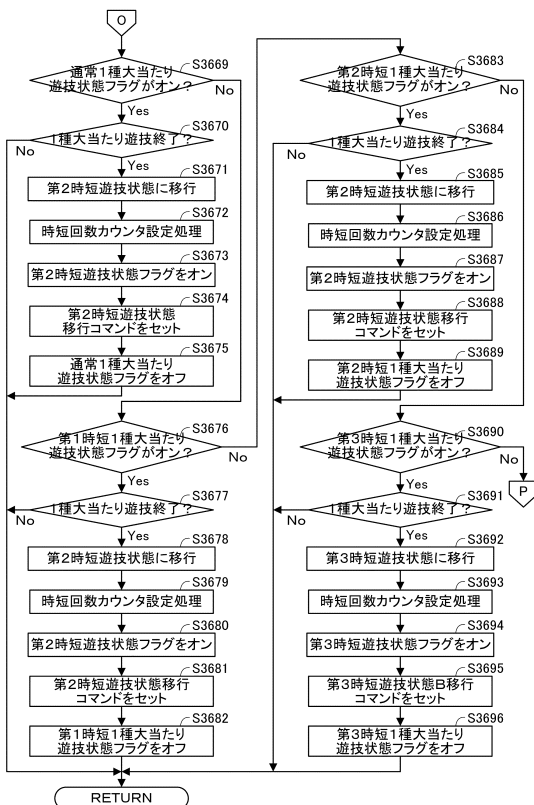 O
S3669
通常1種大当たり
遊技状態フラグがオン?
No
Yes
S3670
1種大当たり遊技終了?
No
Yes
S3671
第2時短遊技状態に移行
S3672
時短回数カウンタ設定処理
S3673
第2時短遊技状態フラグをオン
S3674
第2時短遊技状態
移行コマンドをセット
S3675
通常1種大当たり
遊技状態フラグをオフ
S3676
第1時短1種大当たり
遊技状態フラグがオン?
No
Yes
S3677
1種大当たり遊技終了?
No
Yes
S3678
第2時短遊技状態に移行
S3679
時短回数カウンタ設定処理
S3680
第2時短遊技状態フラグをオン
S3681
第2時短遊技状態移行
コマンドをセット
S3682
第1時短1種大当たり
遊技状態フラグをオフ
RETURN
S3683
第2時短1種大当たり
遊技状態フラグがオン?
No
Yes
S3684
1種大当たり遊技終了?
No
Yes
S3685
第2時短遊技状態に移行
S3686
時短回数カウンタ設定処理
S3687
第2時短遊技状態フラグをオン
S3688
第2時短遊技状態移行
コマンドをセット
S3689
第2時短1種大当たり
遊技状態フラグをオフ
S3690
第3時短1種大当たり
遊技状態フラグがオン?
No
P
Yes
S3691
1種大当たり遊技終了?
No
Yes
S3692
第3時短遊技状態に移行
S3693
時短回数カウンタ設定処理
S3694
第3時短遊技状態フラグをオン
S3695
第3時短遊技状態B移行
コマンドをセット
S3696
第3時短1種大当たり
遊技状態フラグをオフ